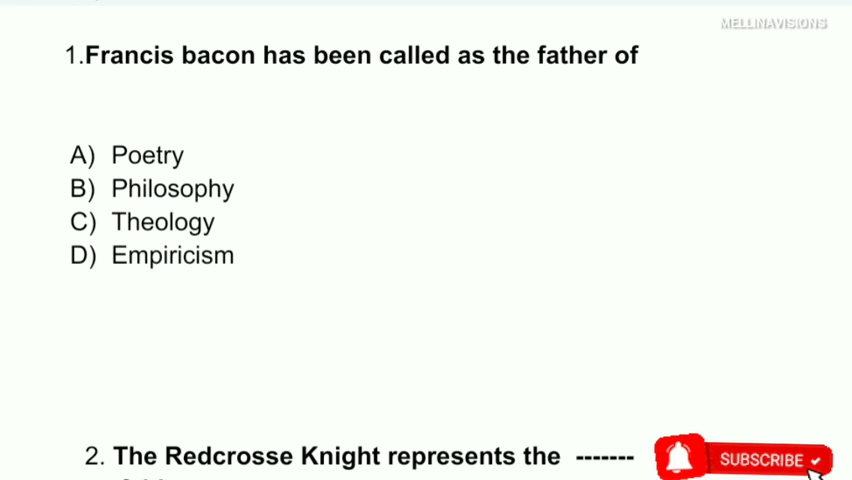 MELLINAVISIONS
1.Francis bacon has been called as the father of
A) Poetry
B) Philosophy
C) Theology
D) Empiricism
2. The Redcrosse Knight represents the -------
SUBSCRIBE